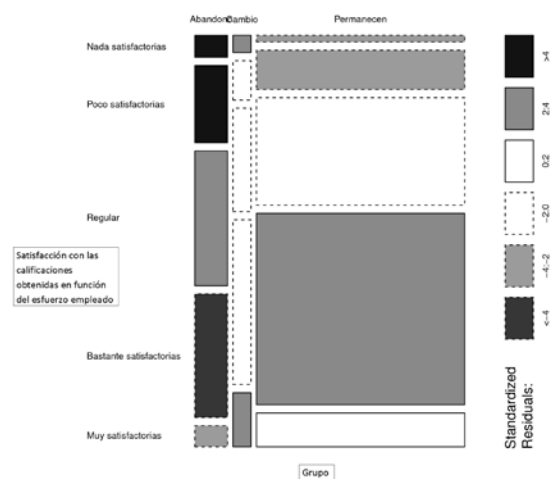 Abandono Cambio Permanecen
Nada satisfactorias
Poco satisfactorias
Regular
Satisfacción con las
calificaciones
obtenidas en función
del esfuerzo empleado
Bastante satisfactorias
Muy satisfactorias
Grupo
>4
2:4
0:2
-2:0
-4:-2
<-4
Standardized
Residuals: